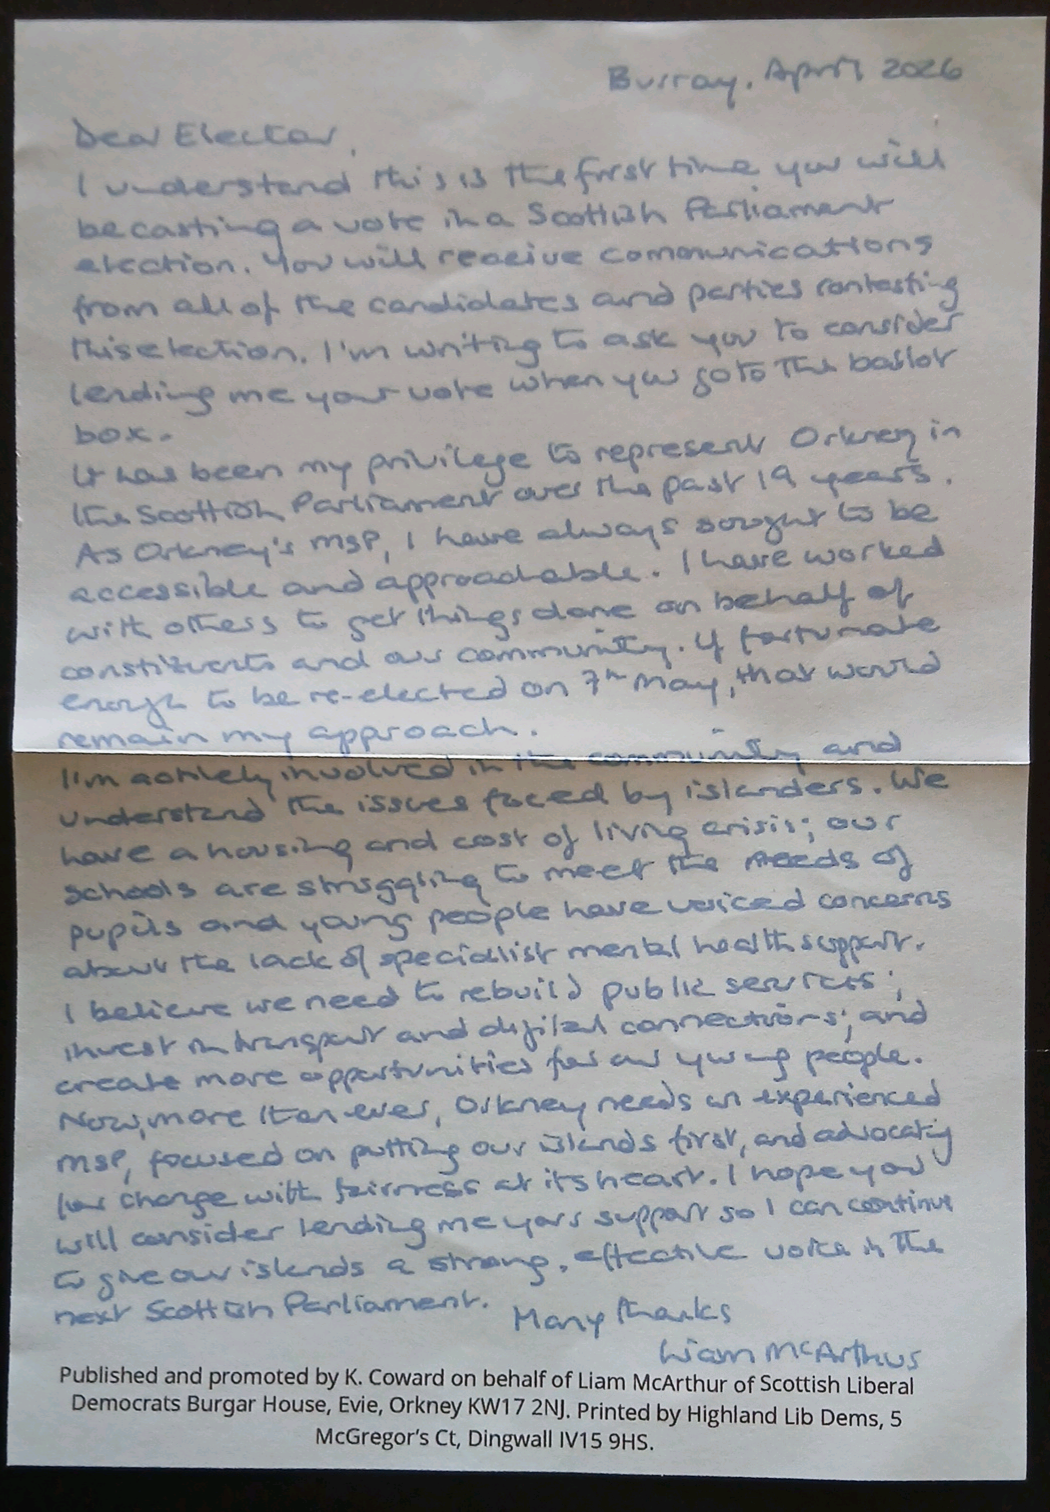 Burray, April 2026
Dear Elector,
I understand this is the first time you will
be casting a vote in a Scottish Parliament
election. You will receive communications
from all of the candidates and parties contesting
this election. I'm writing to ask you to consider
lending me your vote when you go to the ballot
box.
It has been my privilege to represent Orkney in
the Scottish Parliament over the past 19 years.
As Orkney's MSP, I have always sought to be
accessible and approachable. I have worked
with others to get things done on behalf of
constituents and our community. If fortunate
enough to be re-elected on 7th May, that would
remain my approach.
I'm actively involved in the community and
understand the issues faced by islanders. We
have a housing and cost of living crisis; our
schools are struggling to meet the needs of
pupils and young people have voiced concerns
about the lack of specialist mental health support.
I believe we need to rebuild public services;
invest in transport and digital connections; and
create more opportunities for our young people.
Now, more than ever, Orkney needs an experienced
MSP, focused on putting our islands first, and advocating
for change with fairness at its heart. I hope you
will consider lending me your support so I can continue
to give our islands a strong, effective voice in the
next Scottish Parliament.
Many thanks
Liam McArthur
Published and promoted by K. Coward on behalf of Liam McArthur of Scottish Liberal
Democrats Burgar House, Evie, Orkney KW17 2NJ. Printed by Highland Lib Dems, 5
McGregor's Ct, Dingwall IV15 9HS.